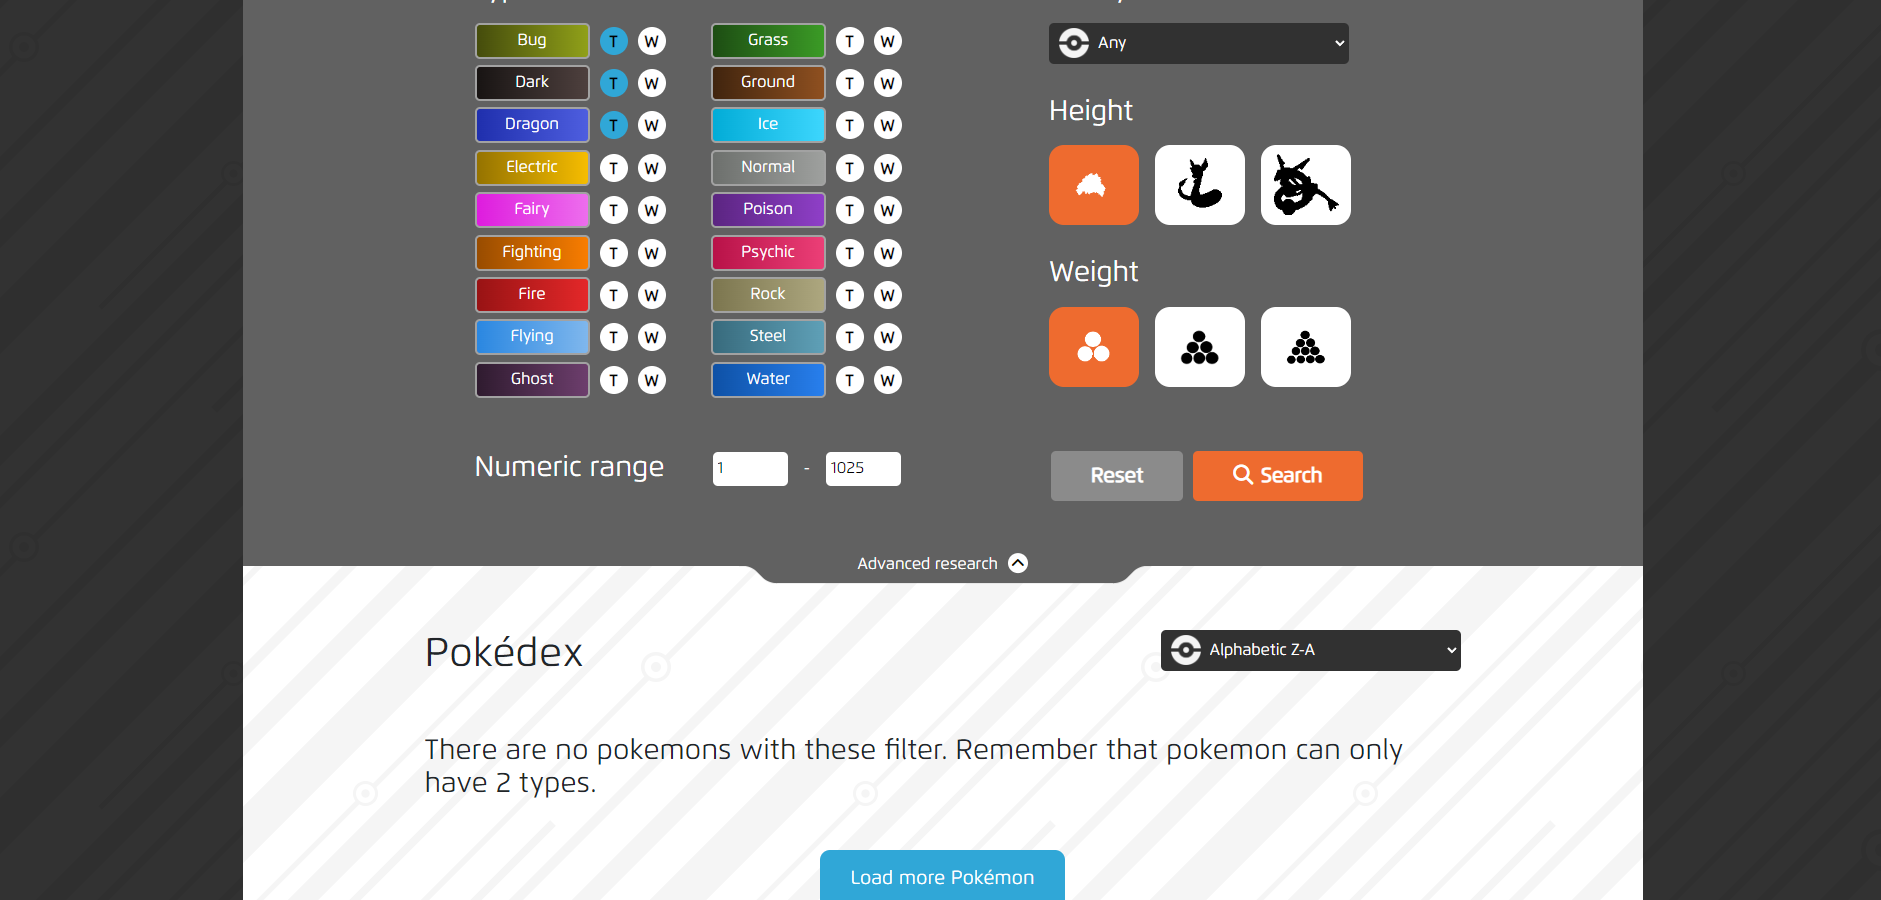 Bug T W Grass T W
Any
Dark T W Ground T W
Height
Dragon T W Ice T W
Electric T W Normal T W
Fairy T W Poison T W
Fighting T W Psychic T W
Weight
Fire T W Rock T W
Flying T W Steel T W
Ghost T W Water T W
Numeric range 1 - 1025
Reset Search
Advanced research
Pokédex
Alphabetic Z-A
There are no pokemons with these filter. Remember that pokemon can only
have 2 types.
Load more Pokémon